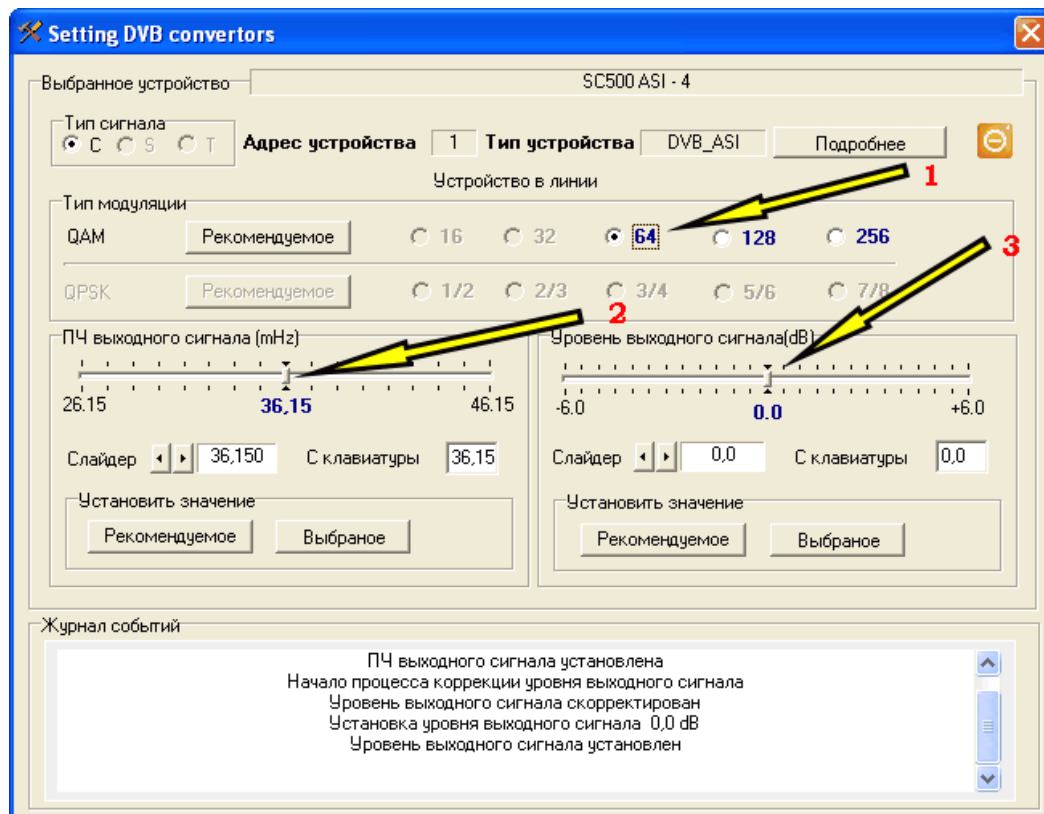 Setting DVB convertors
Выбранное устройство SC500 ASI - 4
Тип сигнала
C S T Адрес устройства 1 Тип устройства DVB_ASI Подробнее
Устройство в линии
1
Тип модуляции
QAM Рекомендуемое 16 32 64 128 256
3
QPSK Рекомендуемое 1/2 2/3 3/4 5/6 7/8
2
ПЧ выходного сигнала (mHz) Уровень выходного сигнала(dB)
26.15 36,15 46.15 -6.0 0.0 +6.0
Слайдер 36,150 С клавиатуры 36,15 Слайдер 0,0 С клавиатуры 0,0
Установить значение Установить значение
Рекомендуемое Выбраное Рекомендуемое Выбраное
Журнал событий
ПЧ выходного сигнала установлена
Начало процесса коррекции уровня выходного сигнала
Уровень выходного сигнала скорректирован
Установка уровня выходного сигнала 0,0 dB
Уровень выходного сигнала установлен